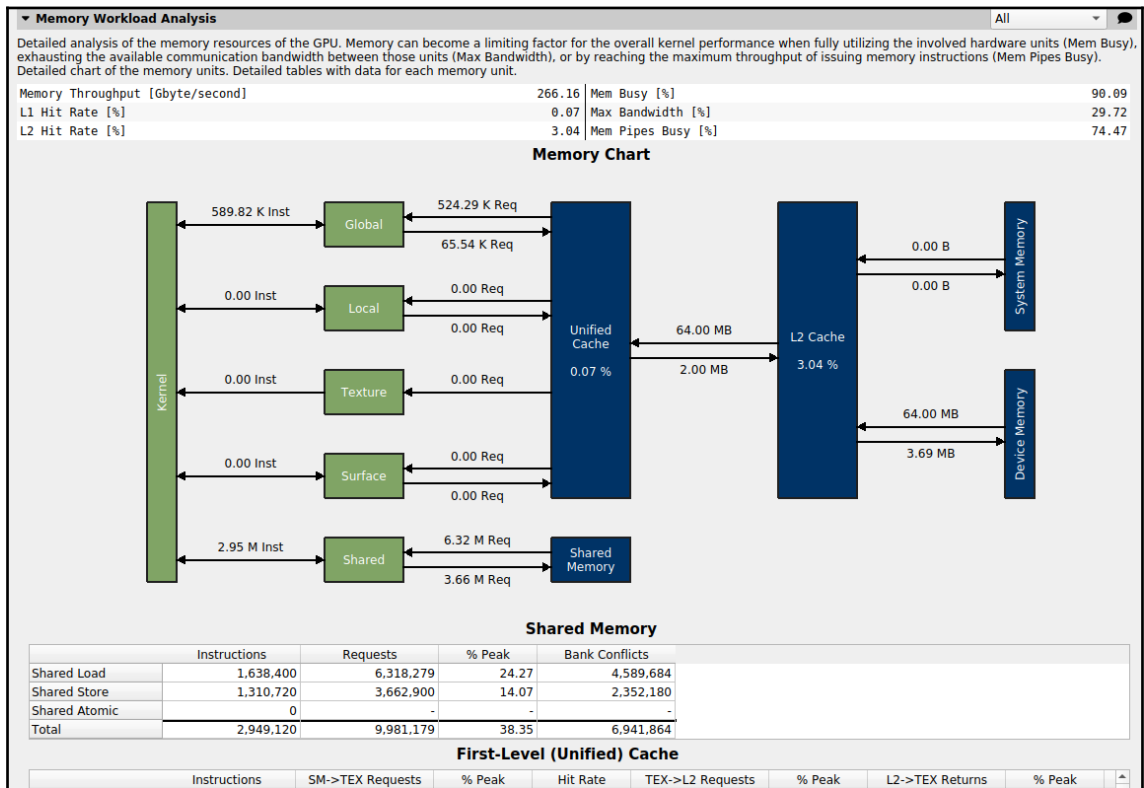 Memory Workload Analysis
All
Detailed analysis of the memory resources of the GPU. Memory can become a limiting factor for the overall kernel performance when fully utilizing the involved hardware units (Mem Busy),
exhausting the available communication bandwidth between those units (Max Bandwidth), or by reaching the maximum throughput of issuing memory instructions (Mem Pipes Busy).
Detailed chart of the memory units. Detailed tables with data for each memory unit.
Memory Throughput [Gbyte/second] 266.16 Mem Busy [%] 90.09
L1 Hit Rate [%] 0.07 Max Bandwidth [%] 29.72
L2 Hit Rate [%] 3.04 Mem Pipes Busy [%] 74.47
Memory Chart
Kernel
589.82 K Inst
Global
524.29 K Req
65.54 K Req
0.00 Inst
Local
0.00 Req
0.00 Req
0.00 Inst
Texture
0.00 Req
0.00 Inst
Surface
0.00 Req
0.00 Req
2.95 M Inst
Shared
6.32 M Req
3.66 M Req
Unified
Cache
0.07 %
Shared
Memory
64.00 MB
2.00 MB
L2 Cache
3.04 %
0.00 B
0.00 B
System Memory
64.00 MB
3.69 MB
Device Memory
Shared Memory
Instructions Requests % Peak Bank Conflicts
Shared Load 1,638,400 6,318,279 24.27 4,589,684
Shared Store 1,310,720 3,662,900 14.07 2,352,180
Shared Atomic 0 - - -
Total 2,949,120 9,981,179 38.35 6,941,864
First-Level (Unified) Cache
Instructions SM->TEX Requests % Peak Hit Rate TEX->L2 Requests % Peak L2->TEX Returns % Peak